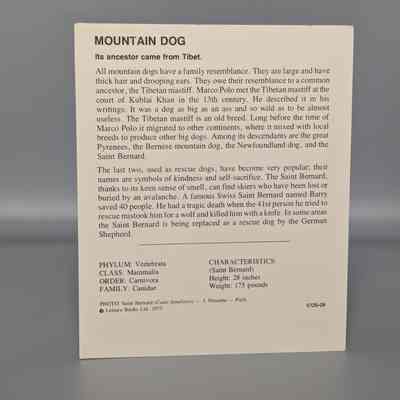 MOUNTAIN DOG
Its ancestor came from Tibet.
All mountain dogs have a family resemblance. They are large and have
thick hair and drooping ears. They owe their resemblance to a common
ancestor, the Tibetan mastiff. Marco Polo met the Tibetan mastiff at the
court of Kublai Khan in the 13th century. He described it in his
writings. It was a dog as big as an ass and so wild as to be almost
useless. The Tibetan mastiff is an old breed. Long before the time of
Marco Polo it migrated to other continents, where it mixed with local
breeds to produce other big dogs. Among its descendants are the great
Pyrenees, the Bernese mountain dog, the Newfoundland dog, and the
Saint Bernard.
The last two, used as rescue dogs, have become very popular; their
names are symbols of kindness and self-sacrifice. The Saint Bernard,
thanks to its keen sense of smell, can find skiers who have been lost or
buried by an avalanche. A famous Swiss Saint Bernard named Barry
saved 40 people. He had a tragic death when the 41st person he tried to
rescue mistook him for a wolf and killed him with a knife. In some areas
the Saint Bernard is being replaced as a rescue dog by the German
Shepherd.
PHYLUM: Vertebrata
CLASS: Mammalia
ORDER: Carnivora
FAMILY: Canidae
CHARACTERISTICS:
(Saint Bernard)
Height: 28 inches
Weight: 175 pounds
PHOTO: Saint Bernard (Canis familiaris) —
© Leisure Books Ltd. 1975